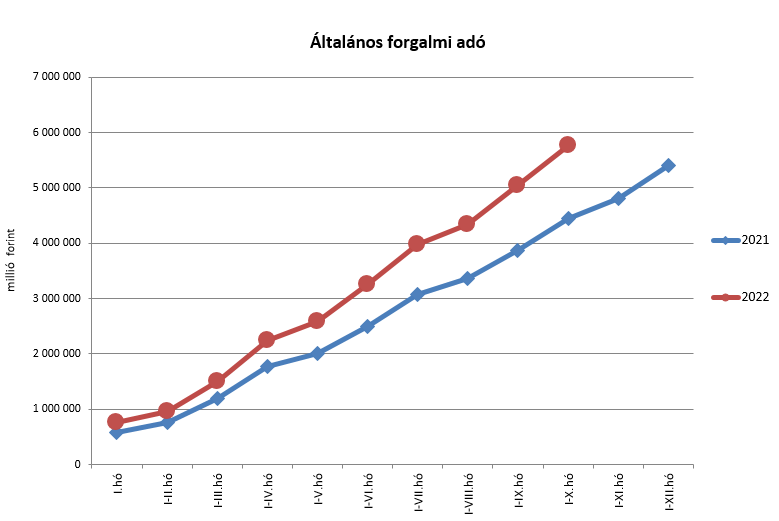 Általános forgalmi adó
7 000 000
6 000 000
5 000 000
4 000 000
3 000 000
2 000 000
1 000 000
0
millió forint
I.hó
I-II.hó
I-III.hó
I-IV.hó
I-V.hó
I-VI.hó
I-VII.hó
I-VIII.hó
I-IX.hó
I-X.hó
I-XI.hó
I-XII.hó
2021
2022